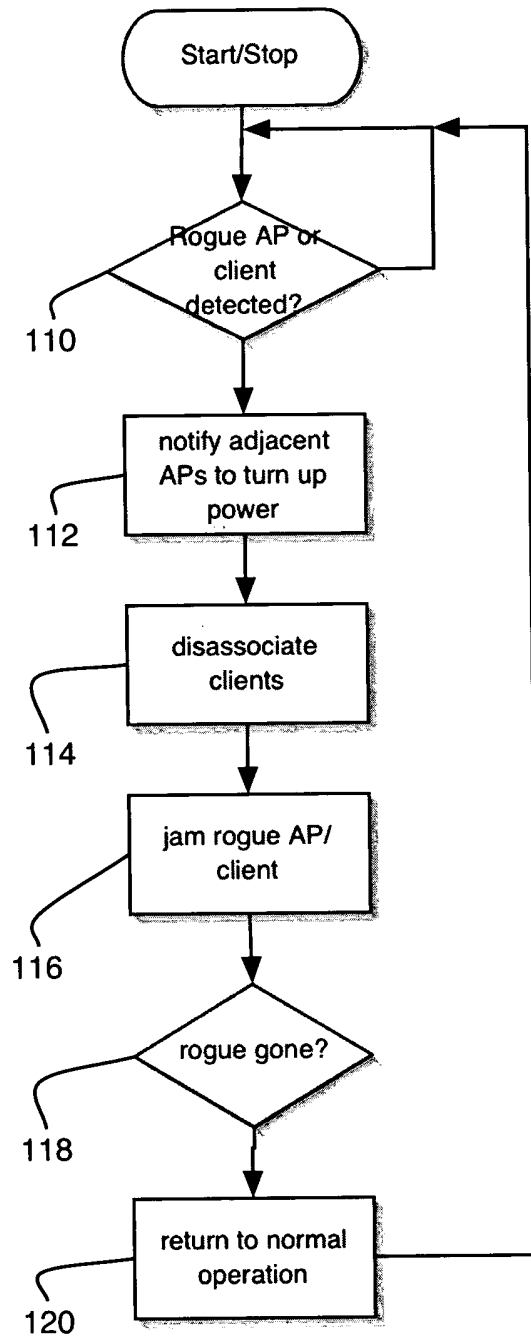 Start/Stop
Rogue AP or
client
detected?
110
notify adjacent
APs to turn up
power
112
disassociate
clients
114
jam rogue AP/
client
116
rogue gone?
118
return to normal
operation
120